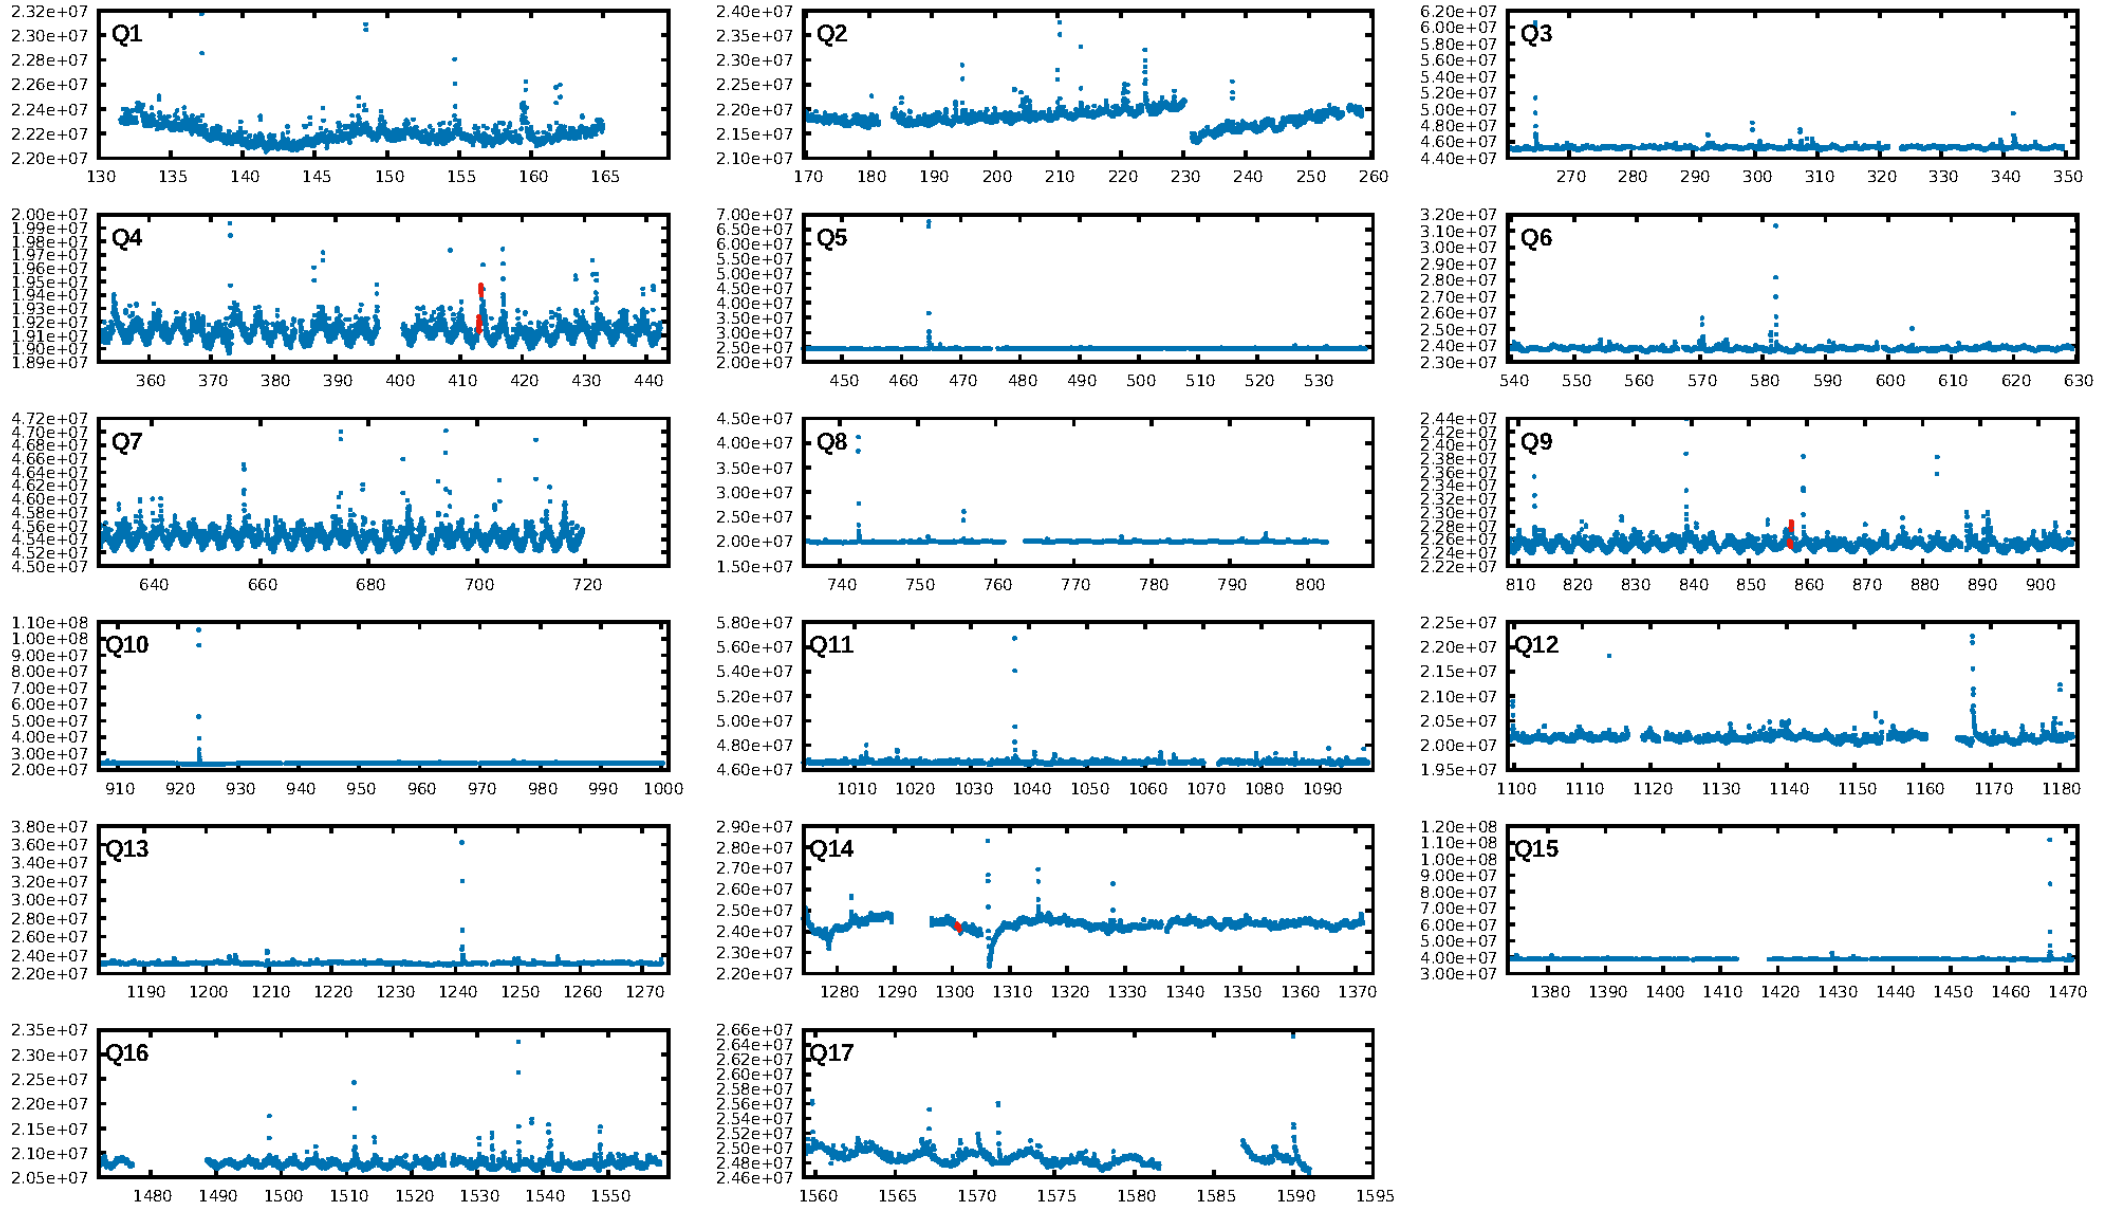 2.32e+07
2.30e+07
2.28e+07
2.26e+07
2.24e+07
2.22e+07
2.20e+07
Q1
130 135 140 145 150 155 160 165
2.40e+07
2.35e+07
2.30e+07
2.25e+07
2.20e+07
2.15e+07
2.10e+07
Q2
170 180 190 200 210 220 230 240 250 260
6.20e+07
6.00e+07
5.80e+07
5.60e+07
5.40e+07
5.20e+07
5.00e+07
4.80e+07
4.60e+07
4.40e+07
Q3
270 280 290 300 310 320 330 340 350
2.00e+07
1.99e+07
1.98e+07
1.97e+07
1.96e+07
1.95e+07
1.94e+07
1.93e+07
1.92e+07
1.91e+07
1.90e+07
1.89e+07
Q4
360 370 380 390 400 410 420 430 440
7.00e+07
6.50e+07
6.00e+07
5.50e+07
5.00e+07
4.50e+07
4.00e+07
3.50e+07
3.00e+07
2.50e+07
2.00e+07
Q5
450 460 470 480 490 500 510 520 530
3.20e+07
3.10e+07
3.00e+07
2.90e+07
2.80e+07
2.70e+07
2.60e+07
2.50e+07
2.40e+07
2.30e+07
Q6
540 550 560 570 580 590 600 610 620 630
4.72e+07
4.70e+07
4.68e+07
4.66e+07
4.64e+07
4.62e+07
4.60e+07
4.58e+07
4.56e+07
4.54e+07
4.52e+07
4.50e+07
Q7
640 660 680 700 720
4.50e+07
4.00e+07
3.50e+07
3.00e+07
2.50e+07
2.00e+07
1.50e+07
Q8
740 750 760 770 780 790 800
2.44e+07
2.42e+07
2.40e+07
2.38e+07
2.36e+07
2.34e+07
2.32e+07
2.30e+07
2.28e+07
2.26e+07
2.24e+07
2.22e+07
Q9
810 820 830 840 850 860 870 880 890 900
1.10e+08
1.00e+08
9.00e+07
8.00e+07
7.00e+07
6.00e+07
5.00e+07
4.00e+07
3.00e+07
2.00e+07
Q10
910 920 930 940 950 960 970 980 990 1000
5.80e+07
5.60e+07
5.40e+07
5.20e+07
5.00e+07
4.80e+07
4.60e+07
Q11
1010 1020 1030 1040 1050 1060 1070 1080 1090
2.25e+07
2.20e+07
2.15e+07
2.10e+07
2.05e+07
2.00e+07
1.95e+07
Q12
1100 1110 1120 1130 1140 1150 1160 1170 1180
3.80e+07
3.60e+07
3.40e+07
3.20e+07
3.00e+07
2.80e+07
2.60e+07
2.40e+07
2.20e+07
Q13
1190 1200 1210 1220 1230 1240 1250 1260 1270
2.90e+07
2.80e+07
2.70e+07
2.60e+07
2.50e+07
2.40e+07
2.30e+07
2.20e+07
Q14
1280 1290 1300 1310 1320 1330 1340 1350 1360 1370
1.20e+08
1.10e+08
1.00e+08
9.00e+07
8.00e+07
7.00e+07
6.00e+07
5.00e+07
4.00e+07
3.00e+07
Q15
1380 1390 1400 1410 1420 1430 1440 1450 1460 1470
2.35e+07
2.30e+07
2.25e+07
2.20e+07
2.15e+07
2.10e+07
2.05e+07
Q16
1480 1490 1500 1510 1520 1530 1540 1550
2.66e+07
2.64e+07
2.62e+07
2.60e+07
2.58e+07
2.56e+07
2.54e+07
2.52e+07
2.50e+07
2.48e+07
2.46e+07
Q17
1560 1565 1570 1575 1580 1585 1590 1595